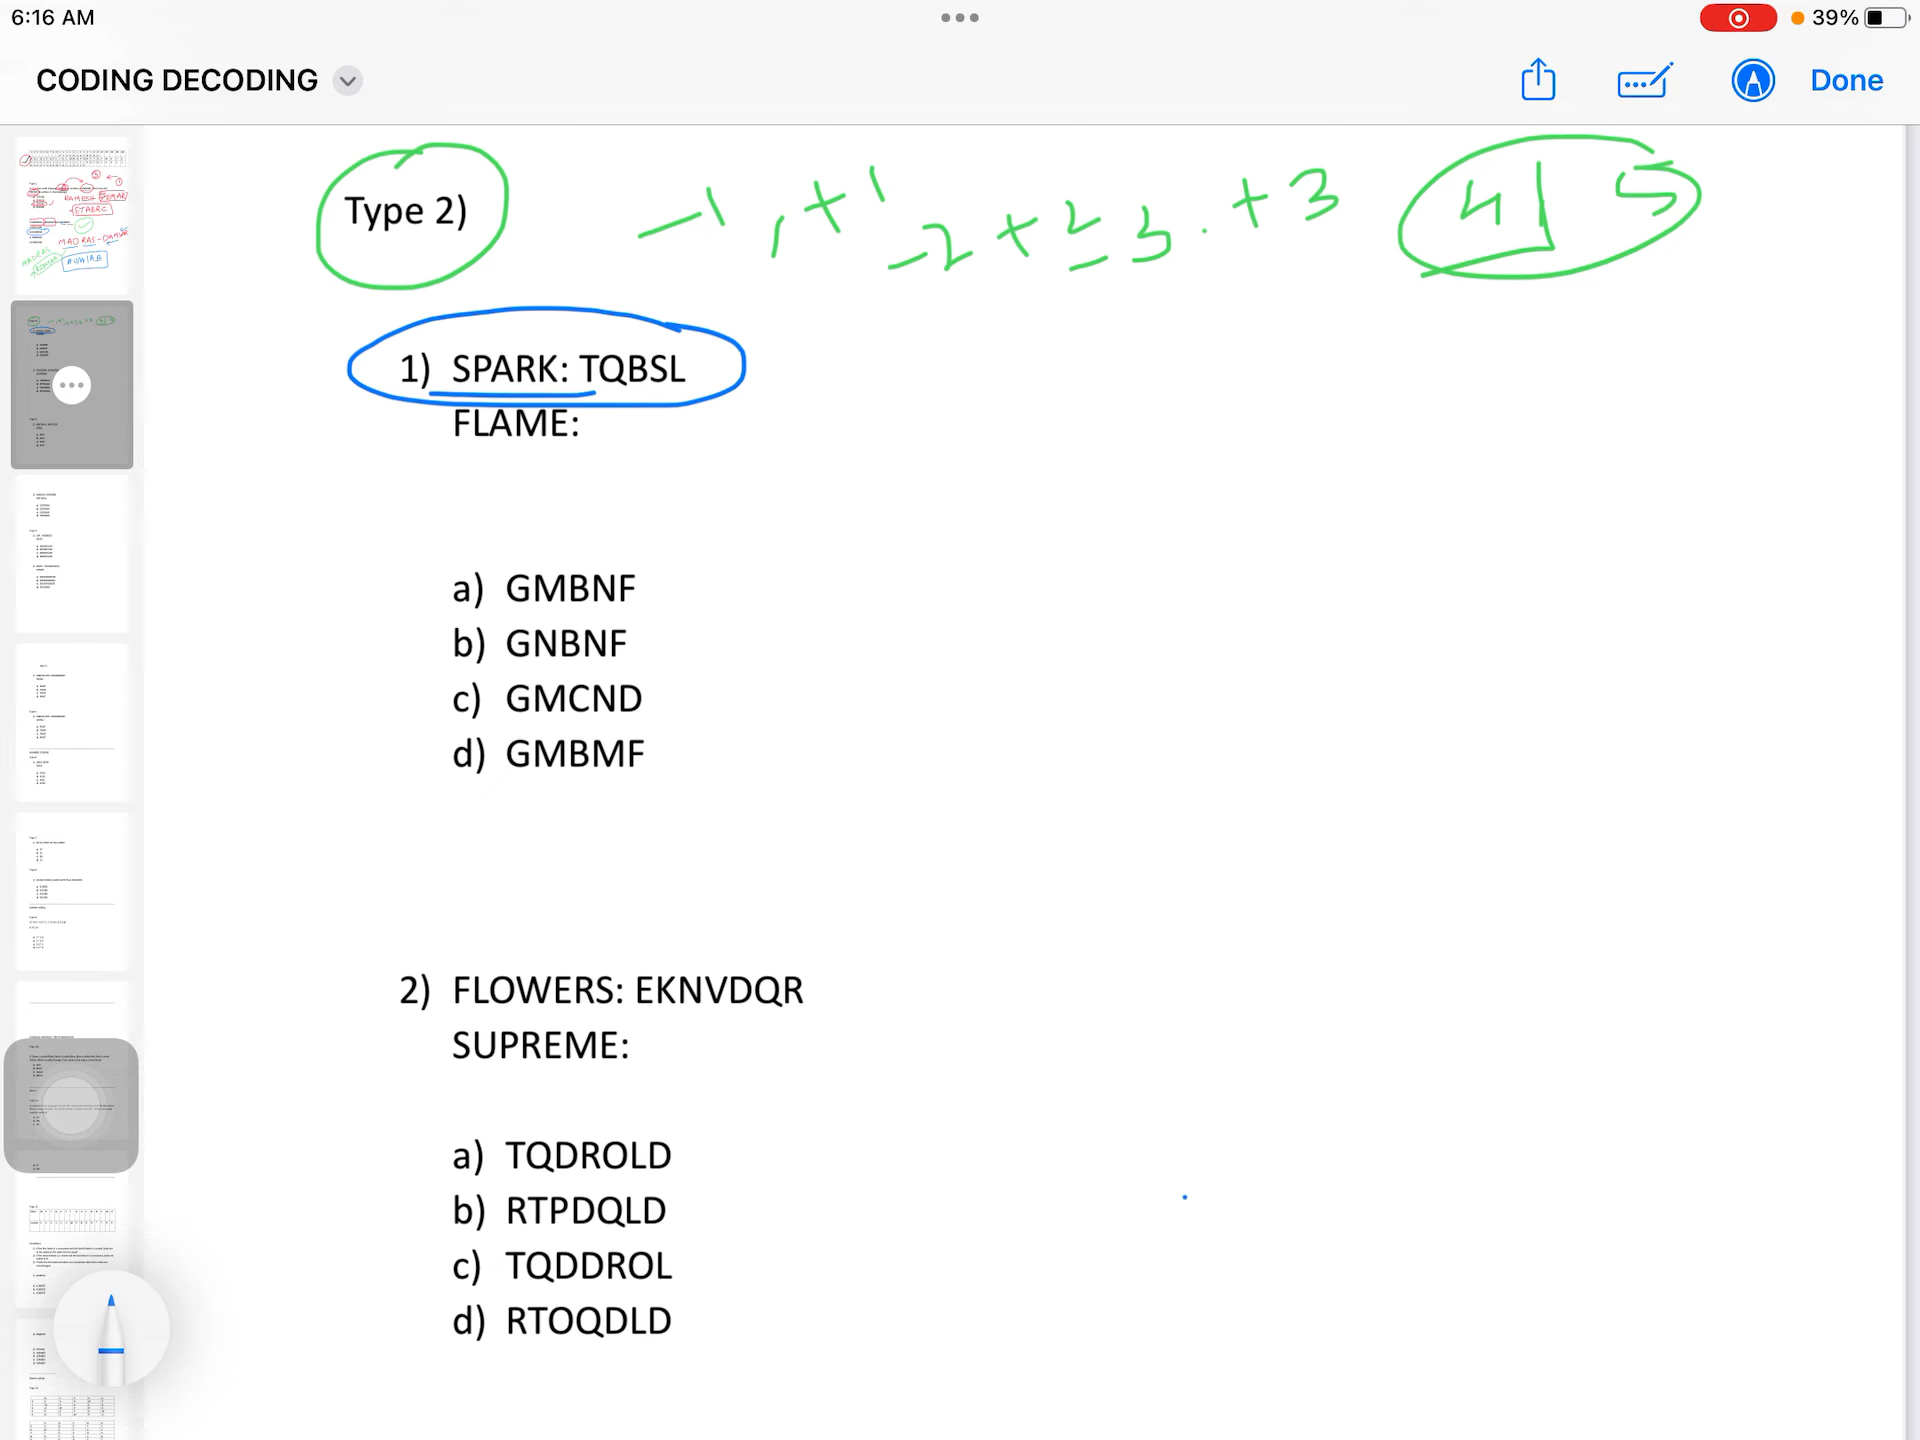 6:16 AM
39%
CODING DECODING
Done
Type 2)
-1, +1 -2 +2 3. +3 4 5
1) SPARK: TQBSL
FLAME:
a) GMBNF
b) GNBNF
c) GMCND
d) GMBMF
2) FLOWERS: EKNVDQR
SUPREME:
a) TQDROLD
b) RTPDQLD
c) TQDDROL
d) RTOQDLD